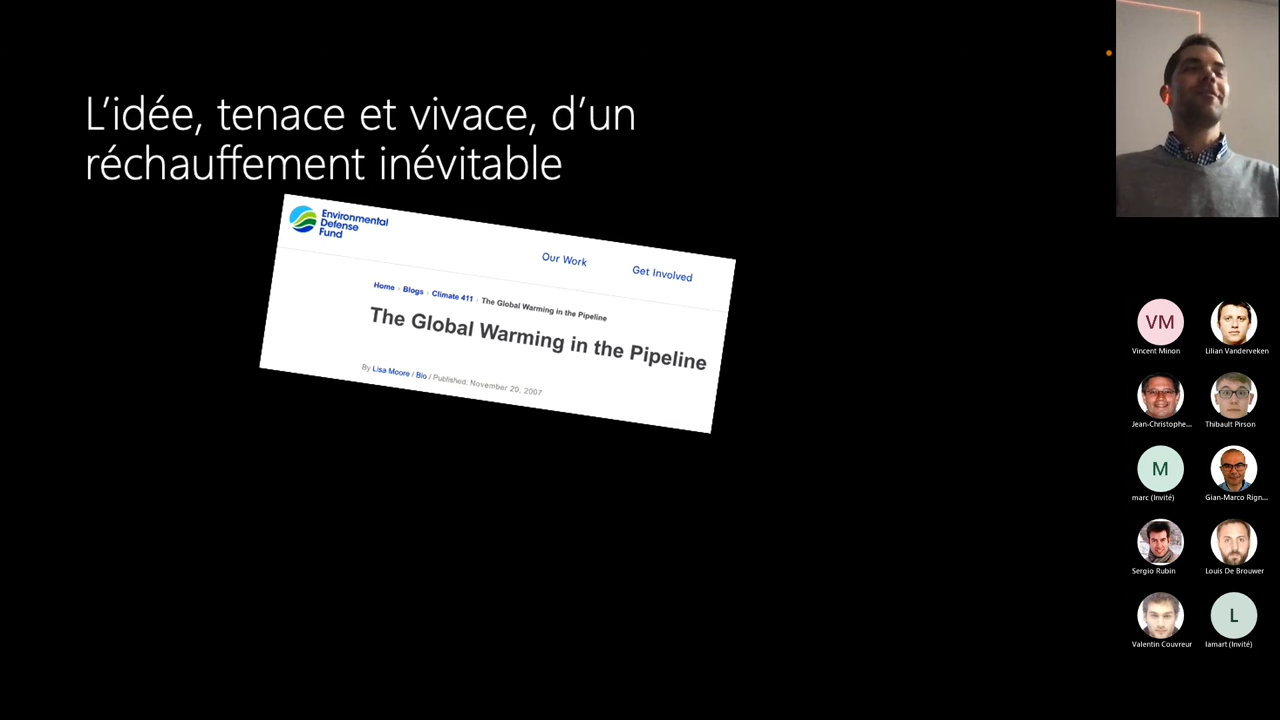 L'idée, tenace et vivace, d'un
réchauffement inévitable
Environmental
Defense
Fund
Our Work
Get Involved
Home › Blogs › Climate 411 › The Global Warming in the Pipeline
The Global Warming in the Pipeline
By Lisa Moore / Bio / Published: November 20, 2007
VM
Vincent Minon
Lilian Vanderveken
Jean-Christophe...
Thibault Pirson
M
marc (Invité)
Gian-Marco Rign...
Sergio Rubin
Louis De Brouwer
Valentin Couvreur
L
lamart (Invité)